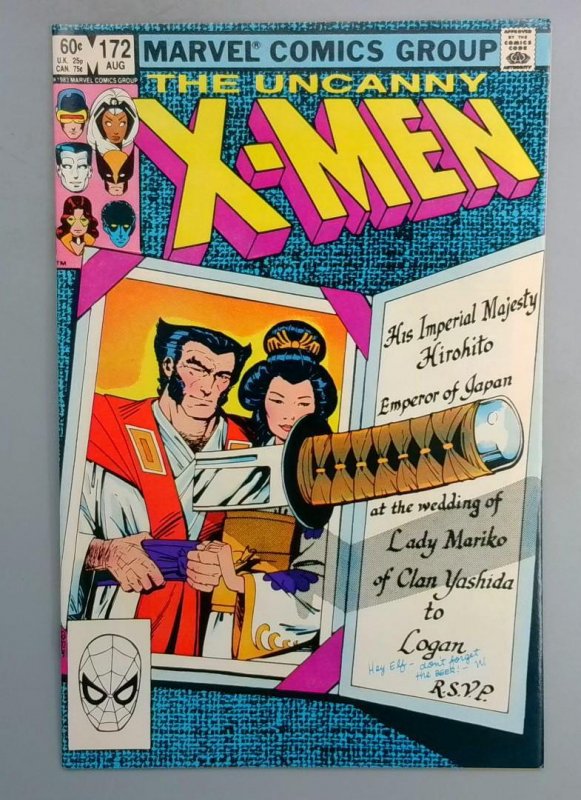 60¢
U.K. 25p
CAN. 75¢
172
AUG
©1983 MARVEL COMICS GROUP
MARVEL® COMICS GROUP
APPROVED
BY THE
COMICS
CODE
AUTHORITY
THE UNCANNY
X-MEN
TM
His Imperial Majesty
Hirohito
Emperor of Japan
at the wedding of
Lady Mariko
of Clan Yashida
to
Logan
Hey Elf- don't forget
the BEER!- W
R.S.V.P.